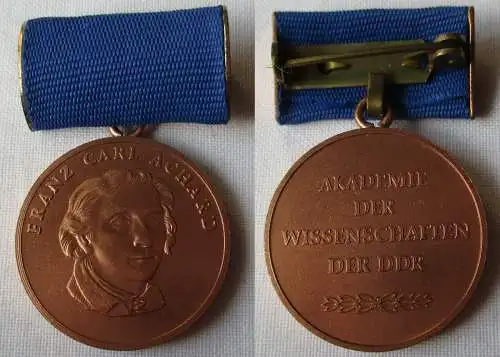 FRANZ CARL ACHARD
AKADEMIE
DER
WISSENSCHAFTEN
DER DDR